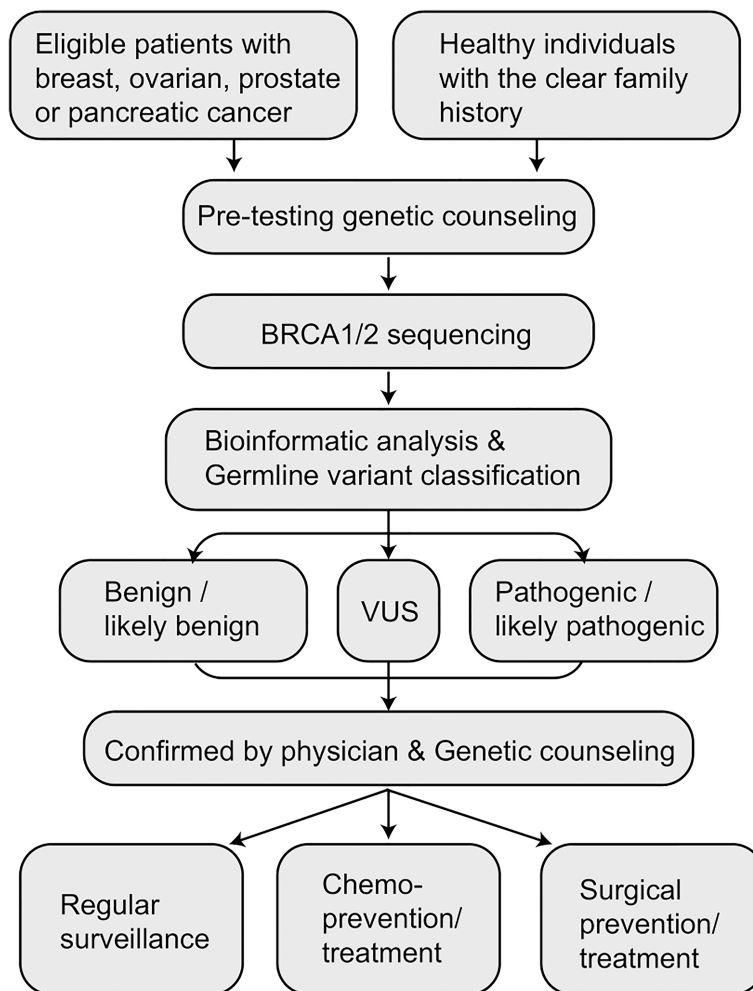 Eligible patients with
breast, ovarian, prostate
or pancreatic cancer
Healthy individuals
with the clear family
history
Pre-testing genetic counseling
BRCA1/2 sequencing
Bioinformatic analysis &
Germline variant classification
Benign /
likely benign
VUS
Pathogenic /
likely pathogenic
Confirmed by physician & Genetic counseling
Regular
surveillance
Chemo-
prevention/
treatment
Surgical
prevention/
treatment